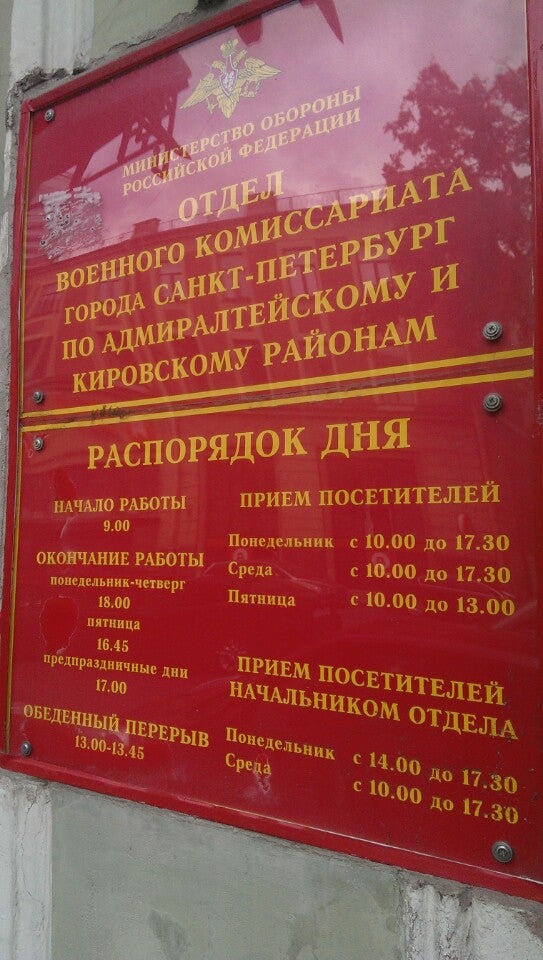 МИНИСТЕРСТВО ОБОРОНЫ
РОССИЙСКОЙ ФЕДЕРАЦИИ
ОТДЕЛ
ВОЕННОГО КОМИССАРИАТА
ГОРОДА САНКТ-ПЕТЕРБУРГ
ПО АДМИРАЛТЕЙСКОМУ И
КИРОВСКОМУ РАЙОНАМ
РАСПОРЯДОК ДНЯ
НАЧАЛО РАБОТЫ
9.00
ОКОНЧАНИЕ РАБОТЫ
понедельник-четверг
18.00
пятница
16.45
предпраздничные дни
17.00
ОБЕДЕННЫЙ ПЕРЕРЫВ
13.00-13.45
ПРИЕМ ПОСЕТИТЕЛЕЙ
Понедельник с 10.00 до 17.30
Среда с 10.00 до 17.30
Пятница с 10.00 до 13.00
ПРИЕМ ПОСЕТИТЕЛЕЙ
НАЧАЛЬНИКОМ ОТДЕЛА
Понедельник с 14.00 до 17.30
Среда с 10.00 до 17.30